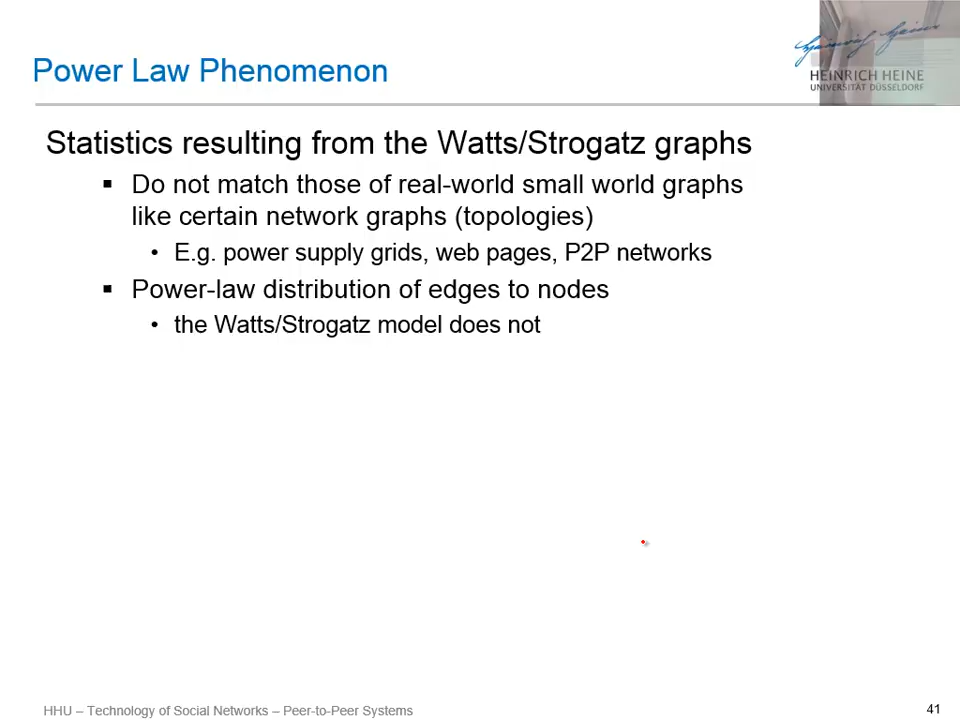 Power Law Phenomenon
Heinrich Heine
HEINRICH HEINE
UNIVERSITÄT DÜSSELDORF
Statistics resulting from the Watts/Strogatz graphs
▪ Do not match those of real-world small world graphs
like certain network graphs (topologies)
• E.g. power supply grids, web pages, P2P networks
▪ Power-law distribution of edges to nodes
• the Watts/Strogatz model does not
HHU – Technology of Social Networks – Peer-to-Peer Systems
41